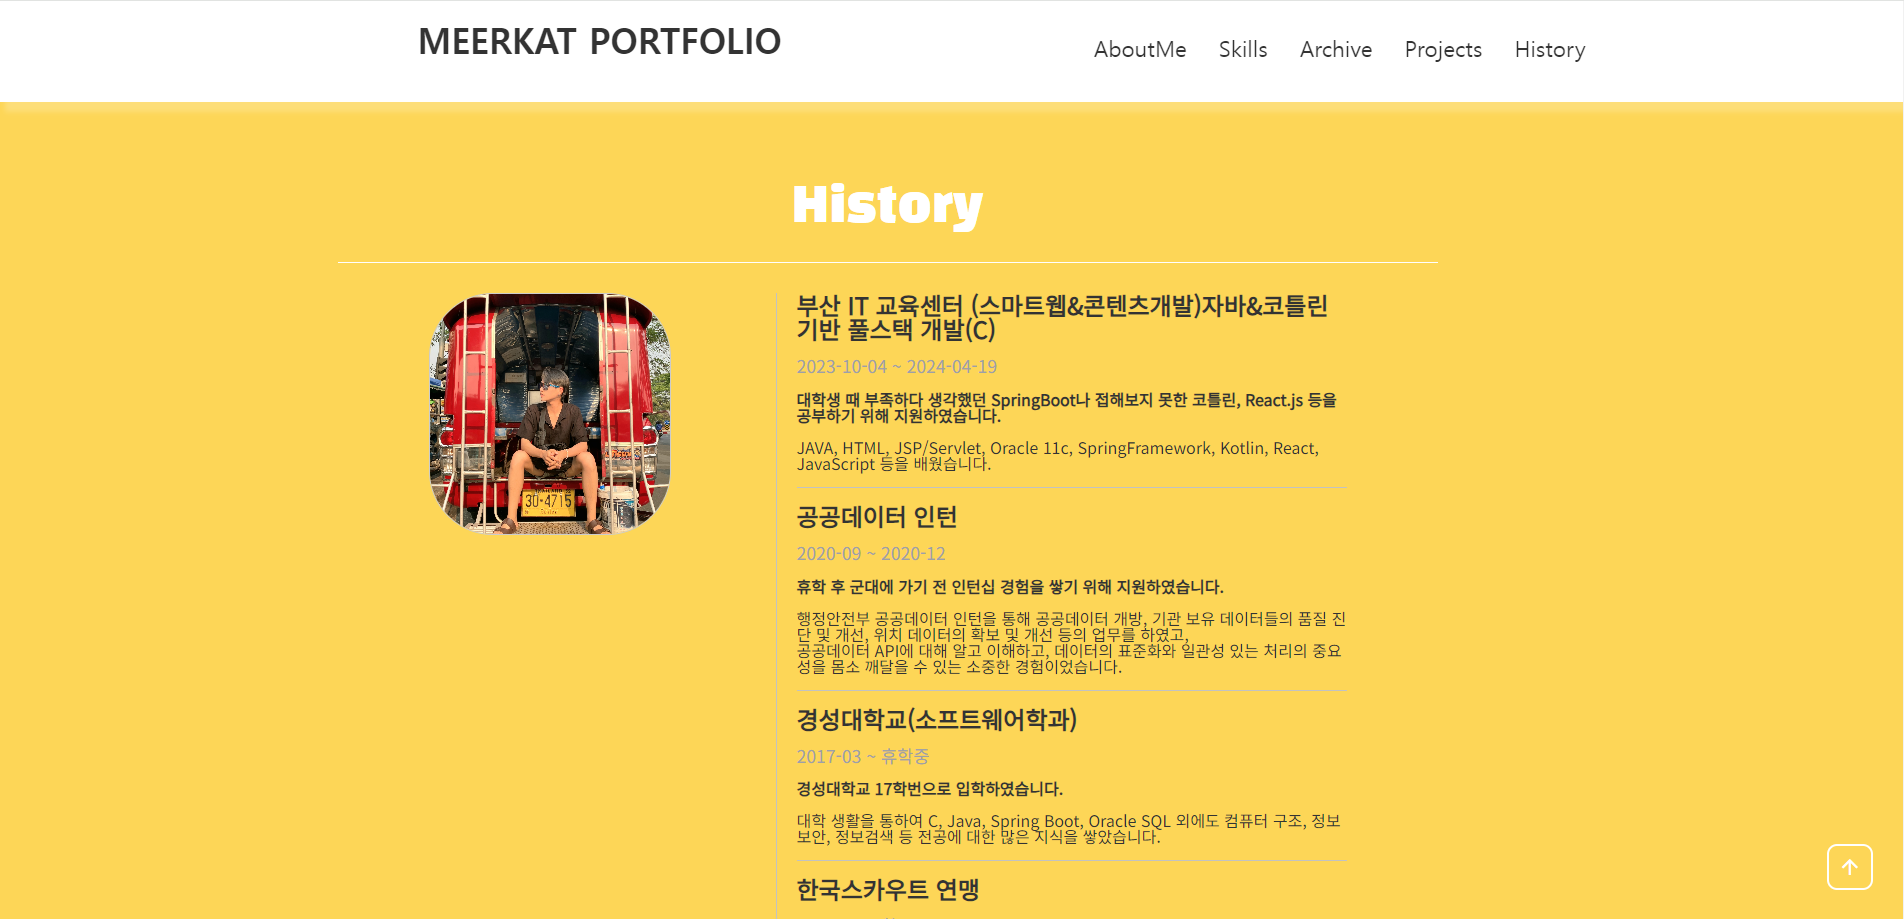 MEERKAT PORTFOLIO
AboutMe Skills Archive Projects History
History
부산 IT 교육센터 (스마트웹&콘텐츠개발)자바&코틀린
기반 풀스택 개발(C)
2023-10-04 ~ 2024-04-19
대학생 때 부족하다 생각했던 SpringBoot나 접해보지 못한 코틀린, React.js 등을
공부하기 위해 지원하였습니다.
JAVA, HTML, JSP/Servlet, Oracle 11c, SpringFramework, Kotlin, React,
JavaScript 등을 배웠습니다.
공공데이터 인턴
2020-09 ~ 2020-12
휴학 후 군대에 가기 전 인턴십 경험을 쌓기 위해 지원하였습니다.
행정안전부 공공데이터 인턴을 통해 공공데이터 개방, 기관 보유 데이터들의 품질 진
단 및 개선, 위치 데이터의 확보 및 개선 등의 업무를 하였고,
공공데이터 API에 대해 알고 이해하고, 데이터의 표준화와 일관성 있는 처리의 중요
성을 몸소 깨달을 수 있는 소중한 경험이었습니다.
경성대학교(소프트웨어학과)
2017-03 ~ 휴학중
경성대학교 17학번으로 입학하였습니다.
대학 생활을 통하여 C, Java, Spring Boot, Oracle SQL 외에도 컴퓨터 구조, 정보
보안, 정보검색 등 전공에 대한 많은 지식을 쌓았습니다.
한국스카우트 연맹
30-4715